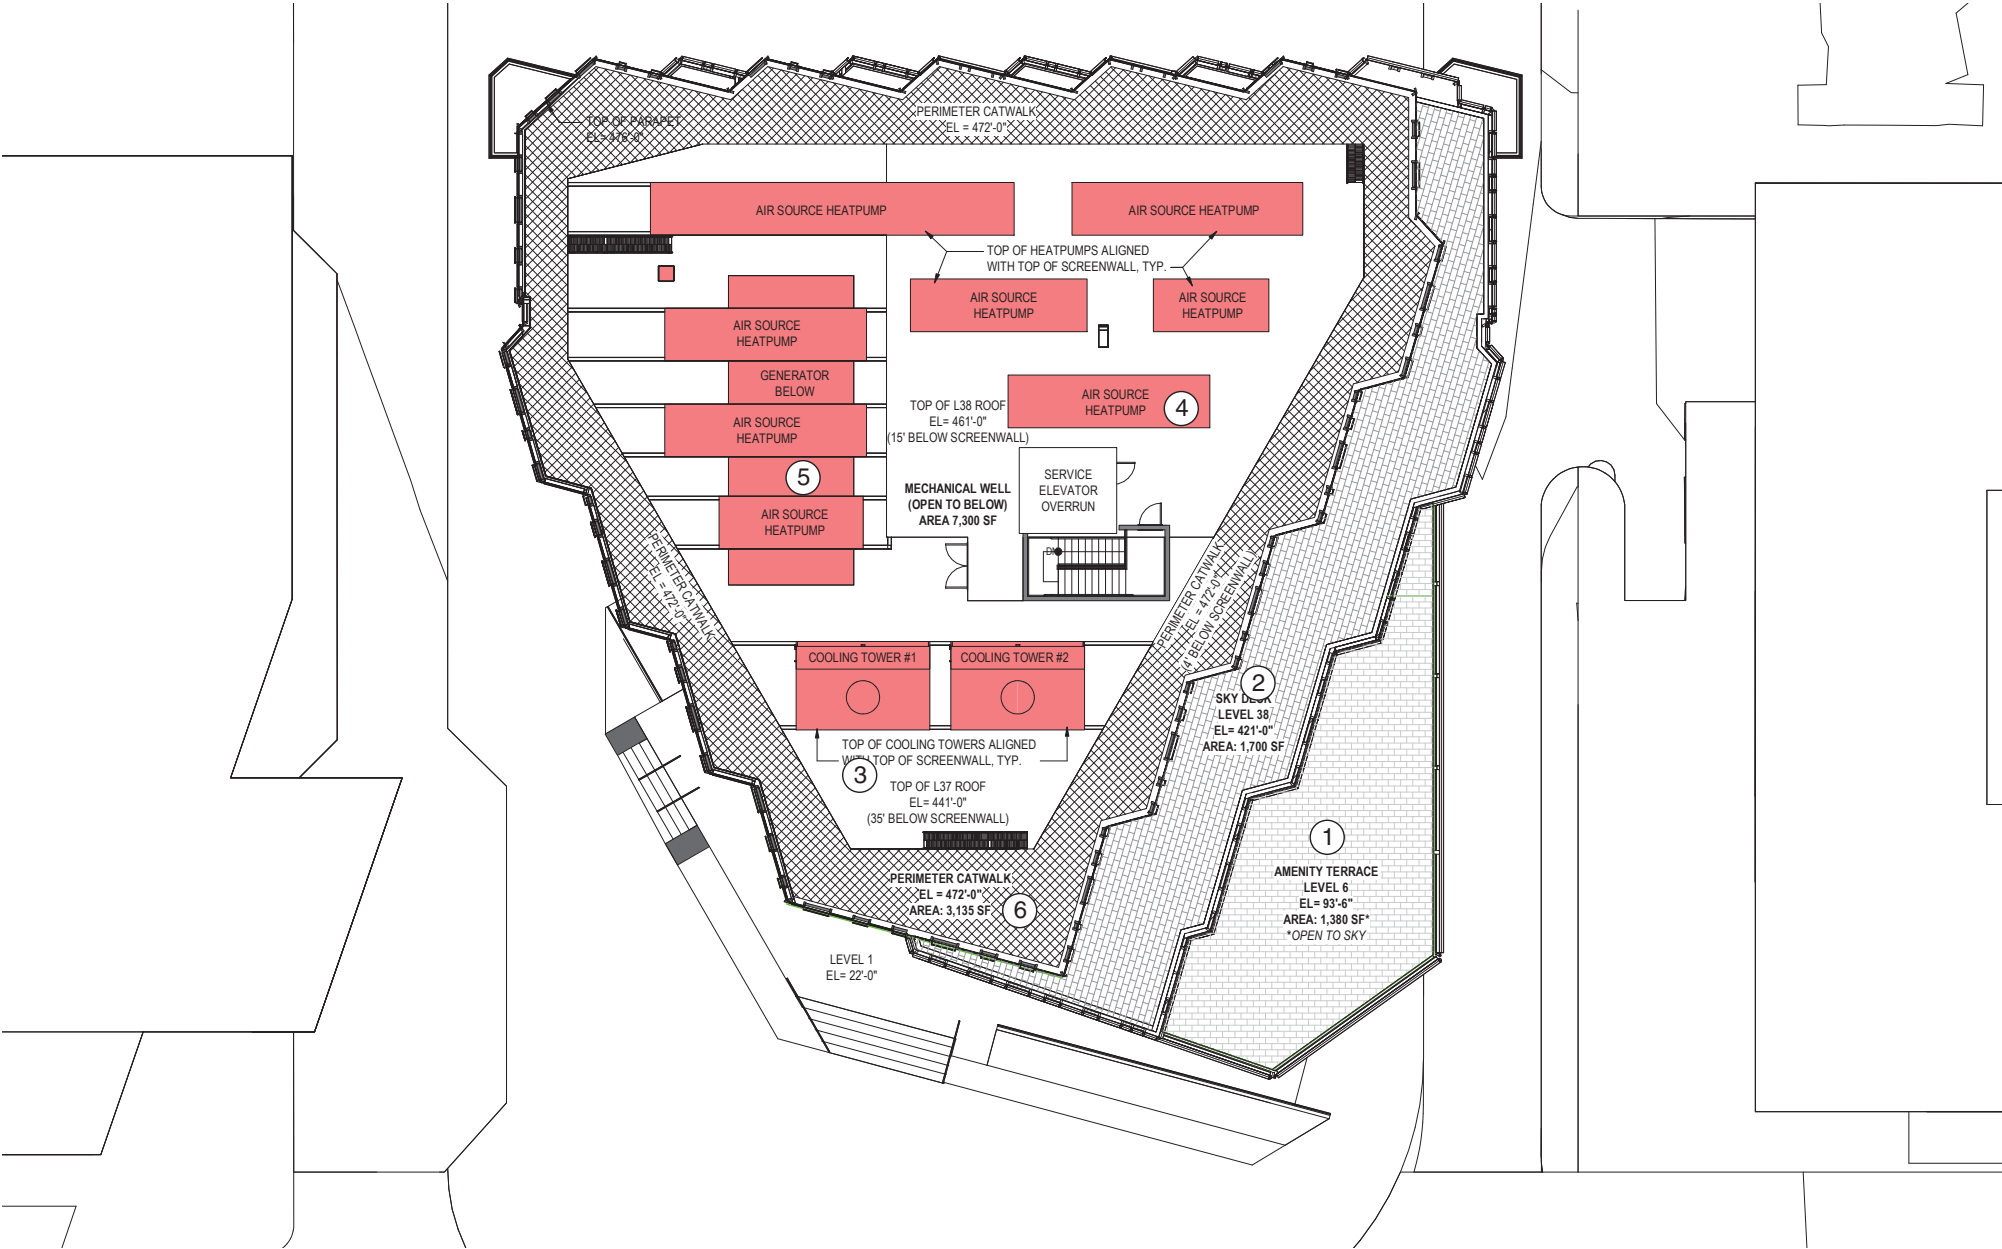 PERIMETER CATWALK
EL = 472'-0"
TOP OF PARAPET
EL= 476'-0"
AIR SOURCE HEATPUMP
AIR SOURCE HEATPUMP
TOP OF HEATPUMPS ALIGNED
WITH TOP OF SCREENWALL, TYP.
AIR SOURCE
HEATPUMP
AIR SOURCE
HEATPUMP
AIR SOURCE
HEATPUMP
GENERATOR
BELOW
AIR SOURCE
HEATPUMP
4
TOP OF L38 ROOF
EL= 461'-0"
(15' BELOW SCREENWALL)
AIR SOURCE
HEATPUMP
5
SERVICE
ELEVATOR
OVERRUN
MECHANICAL WELL
(OPEN TO BELOW)
AREA 7,300 SF
AIR SOURCE
HEATPUMP
DN
PERIMETER CATWALK
EL = 472'-0"
PERIMETER CATWALK
EL = 472'-0"
(4' BELOW SCREENWALL)
COOLING TOWER #1
COOLING TOWER #2
2
SKY DECK
LEVEL 38
EL= 421'-0"
AREA: 1,700 SF
TOP OF COOLING TOWERS ALIGNED
WITH TOP OF SCREENWALL, TYP.
3
TOP OF L37 ROOF
EL= 441'-0"
(35' BELOW SCREENWALL)
1
AMENITY TERRACE
LEVEL 6
EL= 93'-6"
AREA: 1,380 SF*
*OPEN TO SKY
PERIMETER CATWALK
EL = 472'-0"
AREA: 3,135 SF
6
LEVEL 1
EL= 22'-0"